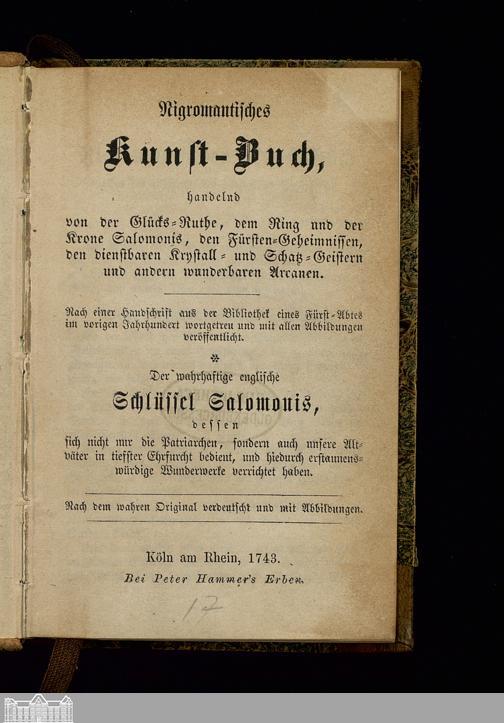 Nigromantisches
Kunst-Buch,
handelnd
von der Glücks-Ruthe, dem Ring und der
Krone Salomonis, den Fürsten-Geheimnissen,
den dienstbaren Krystall- und Schatz-Geistern
und andern wunderbaren Arcanen.
Nach einer Handschrift aus der Bibliothek eines Fürst-Abtes
im vorigen Jahrhundert wortgetreu und mit allen Abbildungen
veröffentlicht.
*
Der wahrhaftige englische
Schlüssel Salomonis,
dessen
sich nicht nur die Patriarchen, sondern auch unsere Alt-
väter in tiefster Ehrfurcht bedient, und hiedurch erstaunens-
würdige Wunderwerke verrichtet haben.
Nach dem wahren Original verdeutscht und mit Abbildungen.
Köln am Rhein, 1743.
Bei Peter Hammer's Erben.
17